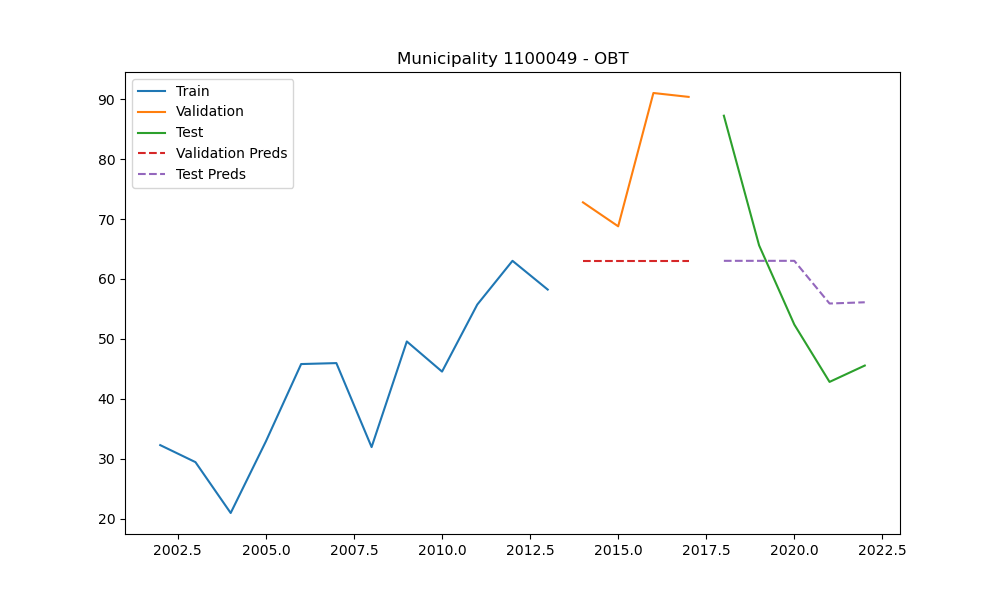 Municipality 1100049 - OBT
Train
Validation
Test
Validation Preds
Test Preds
90
80
70
60
50
40
30
20
2002.5 2005.0 2007.5 2010.0 2012.5 2015.0 2017.5 2020.0 2022.5